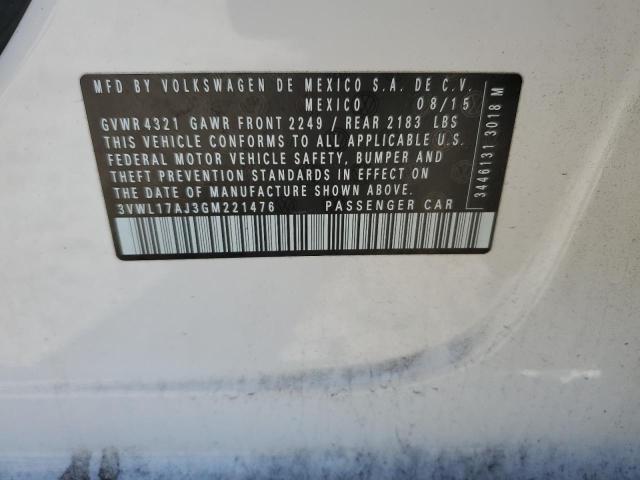 MFD BY VOLKSWAGEN DE MEXICO S.A. DE C.V.
MEXICO 08/15
GVWR 4321 GAWR FRONT 2249 / REAR 2183 LBS
THIS VEHICLE CONFORMS TO ALL APPLICABLE U.S.
FEDERAL MOTOR VEHICLE SAFETY, BUMPER AND
THEFT PREVENTION STANDARDS IN EFFECT ON
THE DATE OF MANUFACTURE SHOWN ABOVE.
3VWL17AJ3GM221476 PASSENGER CAR
3446131 3018 M